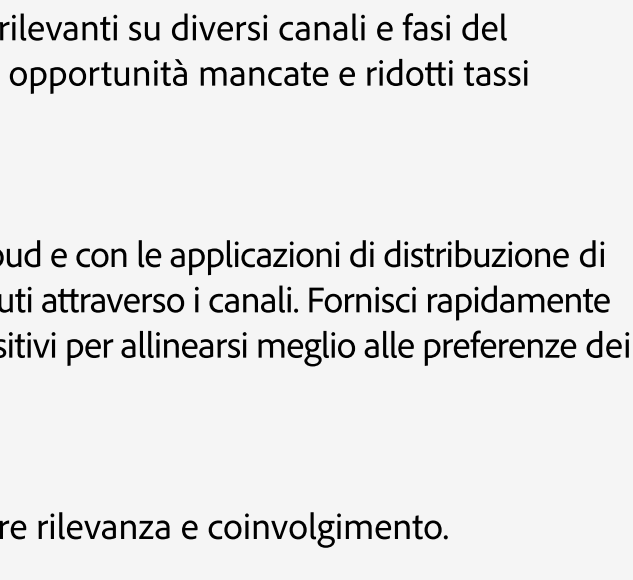 rilevanti su diversi canali e fasi del
opportunità mancate e ridotti tassi
oud e con le applicazioni di distribuzione di
uti attraverso i canali. Fornisci rapidamente
sitivi per allinearsi meglio alle preferenze dei
re rilevanza e coinvolgimento.